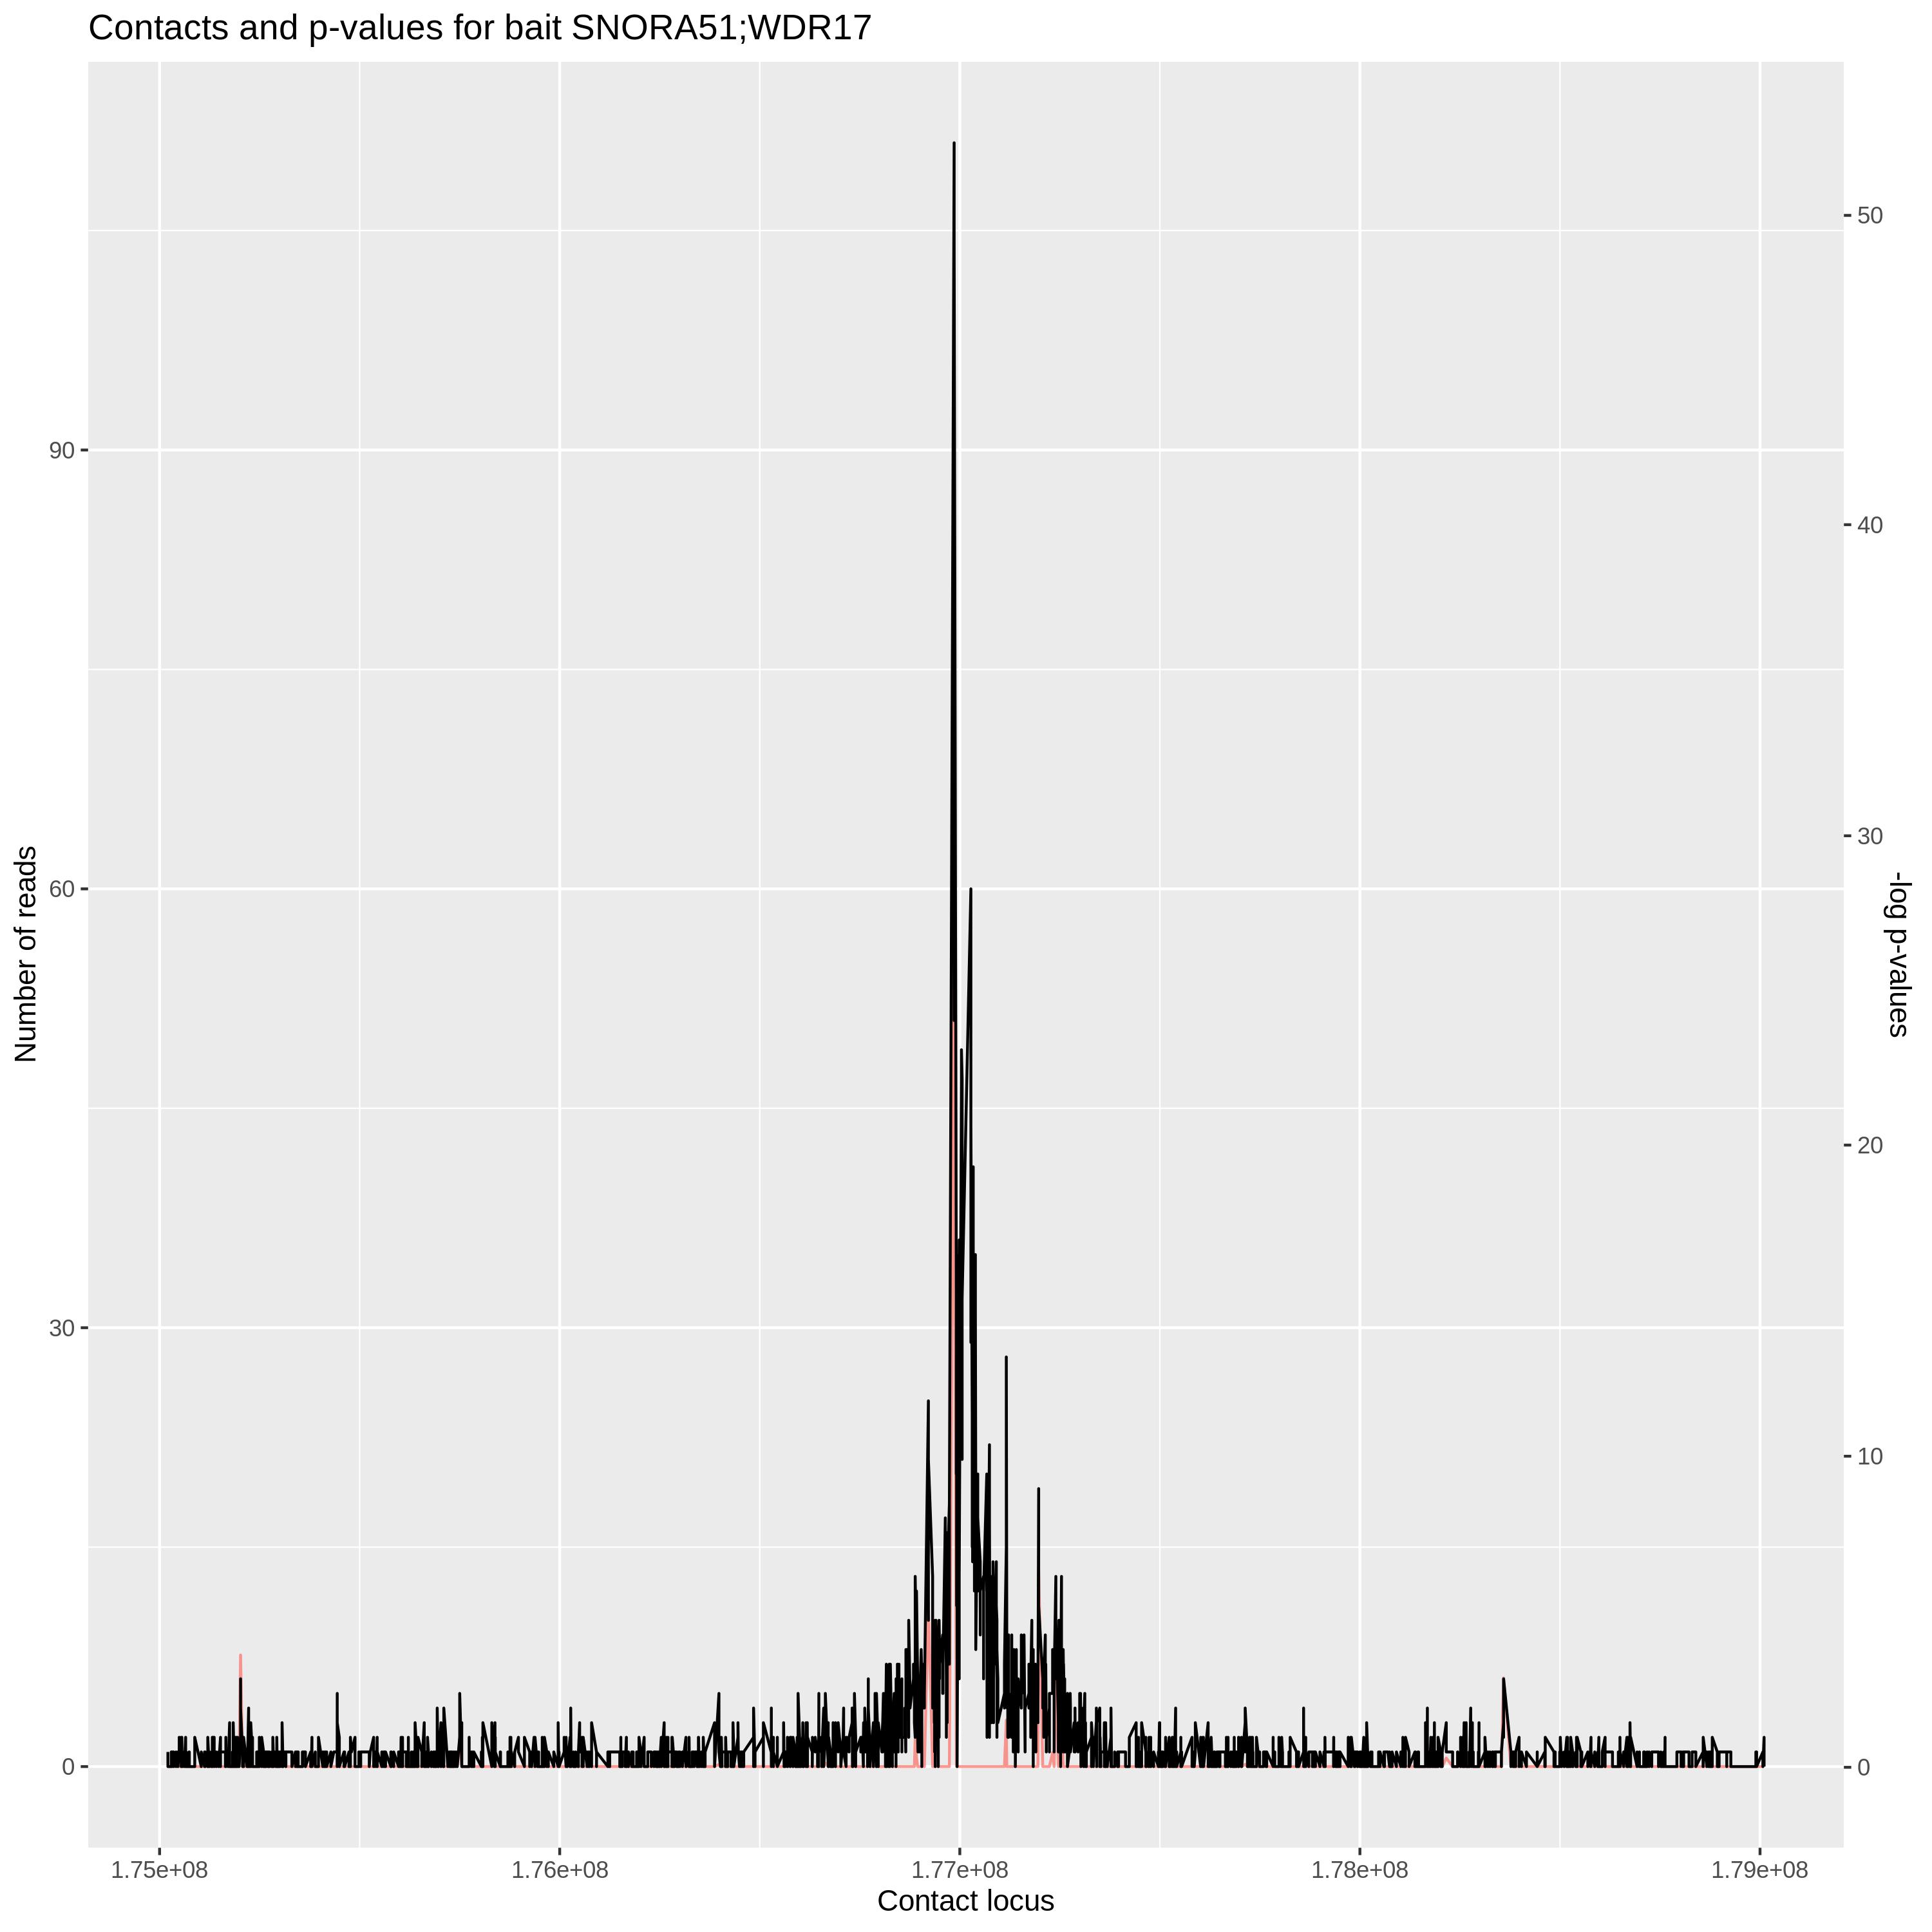 Contacts and p-values for bait SNORA51;WDR17
Number of reads
90
60
30
0
50
40
30
20
10
0
-log p-values
1.75e+08
1.76e+08
1.77e+08
1.78e+08
1.79e+08
Contact locus